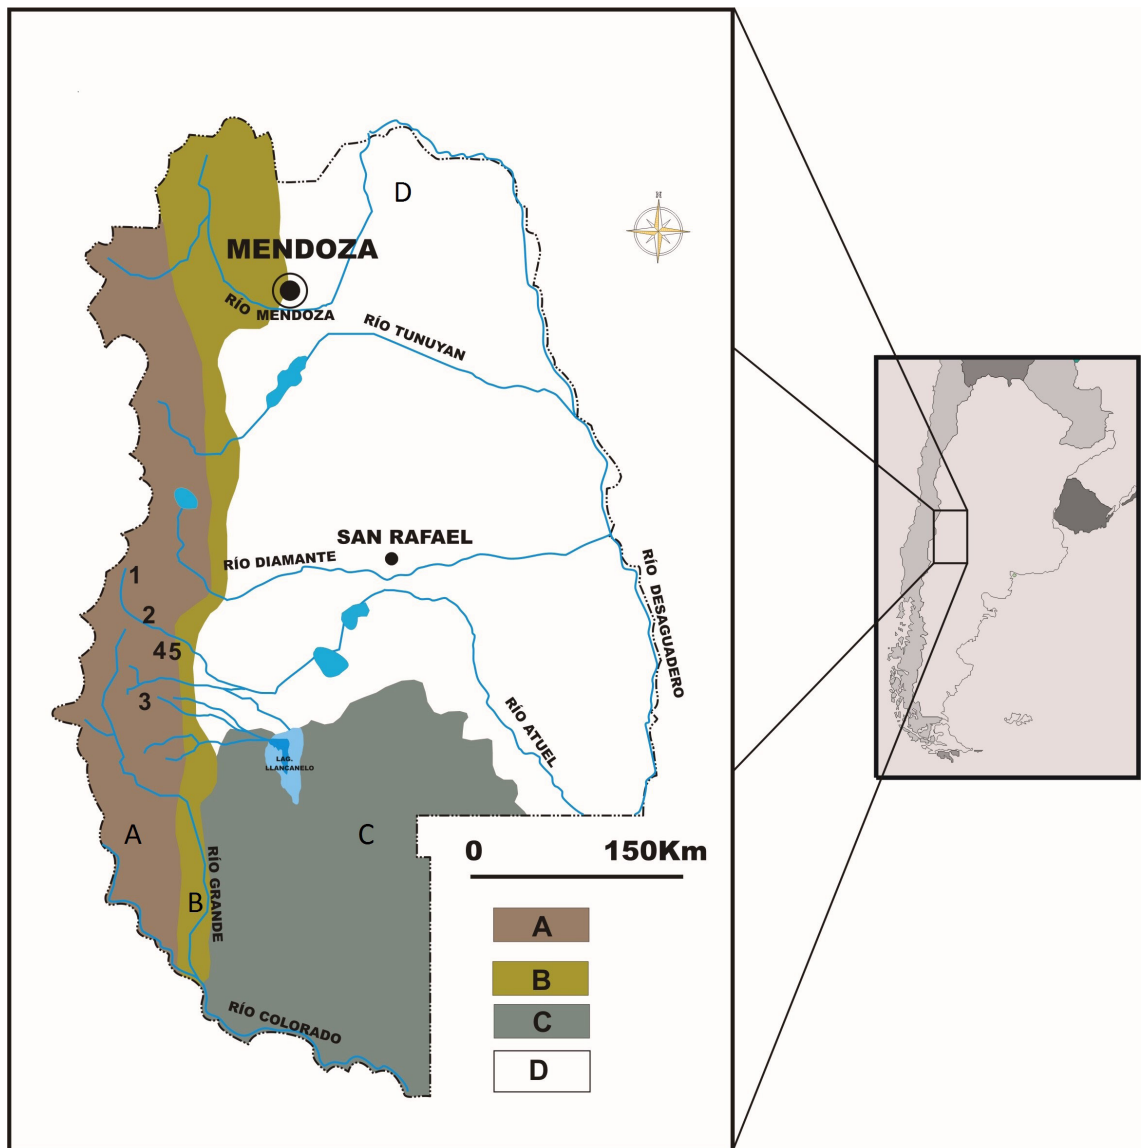 N
D
MENDOZA
RÍO
MENDOZA
RÍO TUNUYAN
SAN RAFAEL
RÍO DIAMANTE
RÍO DESAGUADERO
1
2
45
3
RÍO ATUEL
LAG.
LLANCANELO
A
C
B
RÍO GRANDE
RÍO COLORADO
0 150Km
A
B
C
D